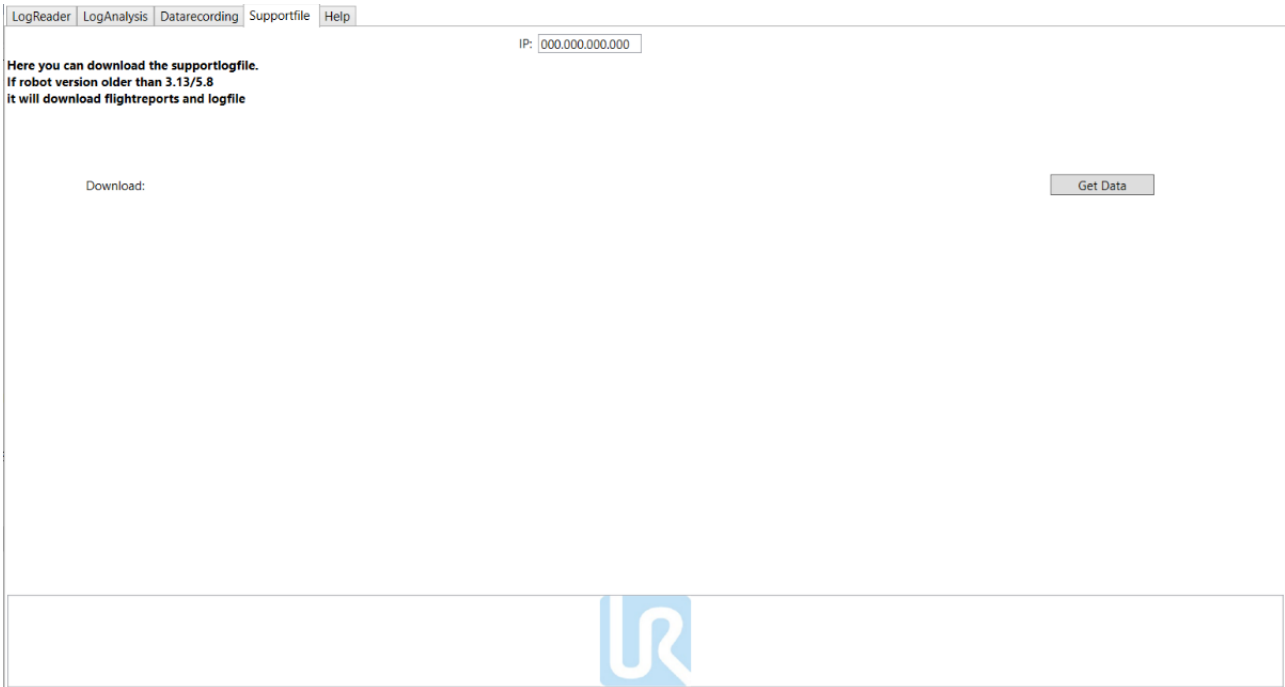 LogReader LogAnalysis Datarecording Supportfile Help
IP: 000.000.000.000
Here you can download the supportlogfile.
If robot version older than 3.13/5.8
it will download flightreports and logfile
Download: Get Data
UR